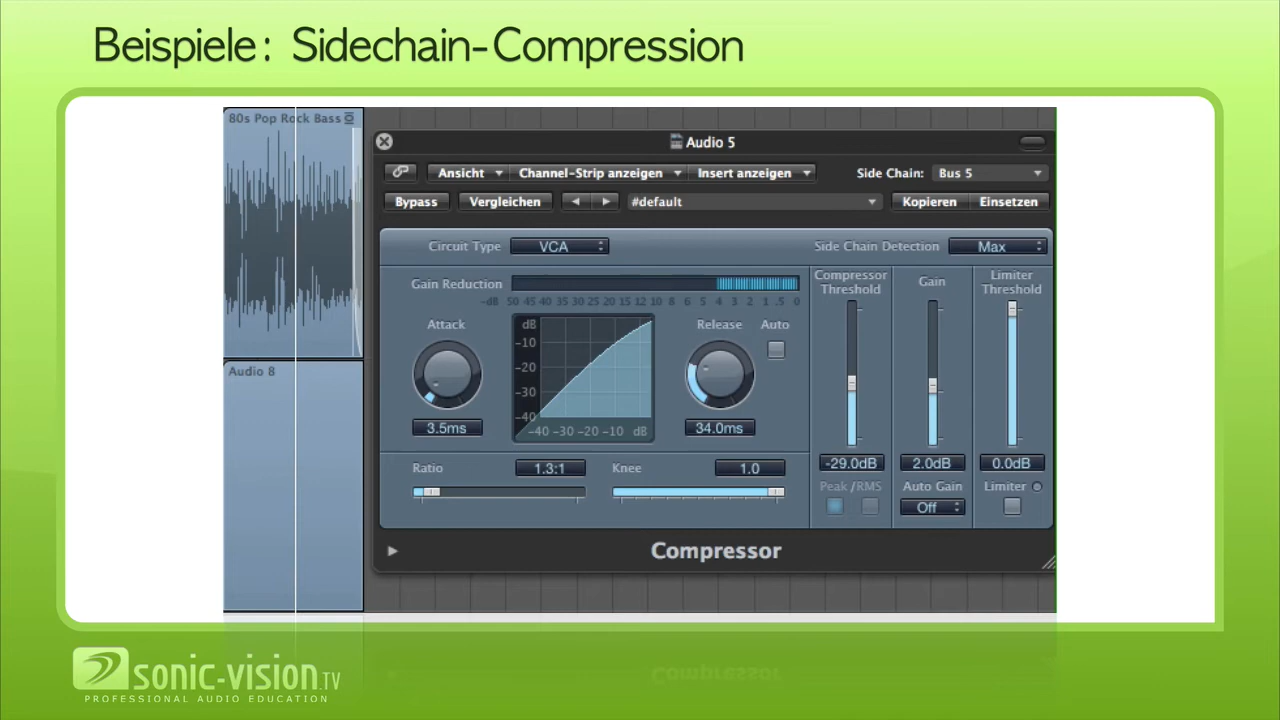 Beispiele: Sidechain-Compression
80s Pop Rock Bass
Audio 8
Audio 5
Ansicht Channel-Strip anzeigen Insert anzeigen Side Chain: Bus 5
Bypass Vergleichen #default Kopieren Einsetzen
Circuit Type VCA Side Chain Detection Max
Gain Reduction
-dB 50 45 40 35 30 25 20 15 12 10 8 6 5 4 3 2 1 .5 0
Attack
3.5ms
dB
-10
-20
-30
-40
-40 -30 -20 -10 dB
Release Auto
34.0ms
Ratio 1.3:1 Knee 1.0
Compressor
Threshold
-29.0dB
Peak/RMS
Gain
2.0dB
Auto Gain
Off
Limiter
Threshold
0.0dB
Limiter
Compressor
sonic-vision.TV
PROFESSIONAL AUDIO EDUCATION